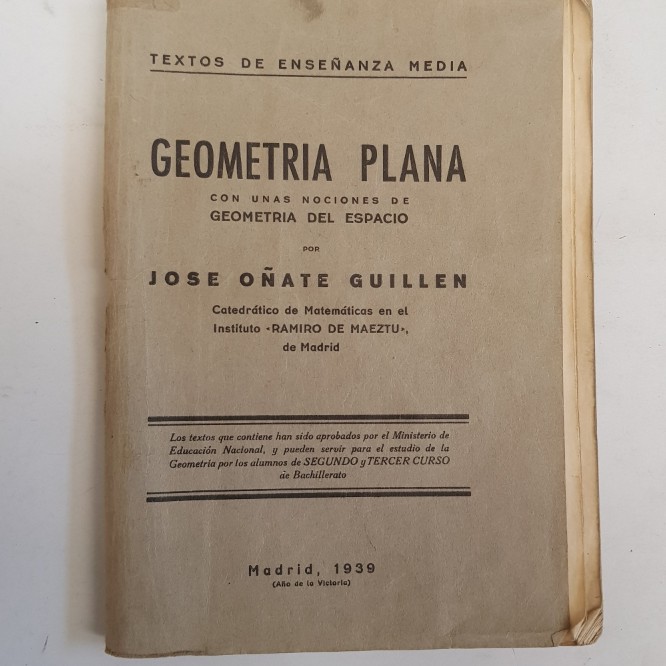 TEXTOS DE ENSEÑANZA MEDIA
GEOMETRIA PLANA
CON UNAS NOCIONES DE
GEOMETRIA DEL ESPACIO
POR
JOSE OÑATE GUILLEN
Catedrático de Matemáticas en el
Instituto «RAMIRO DE MAEZTU»,
de Madrid
Los textos que contiene han sido aprobados por el Ministerio de
Educación Nacional, y pueden servir para el estudio de la
Geometría por los alumnos de SEGUNDO y TERCER CURSO
de Bachillerato
Madrid, 1939
(Año de la Victoria)